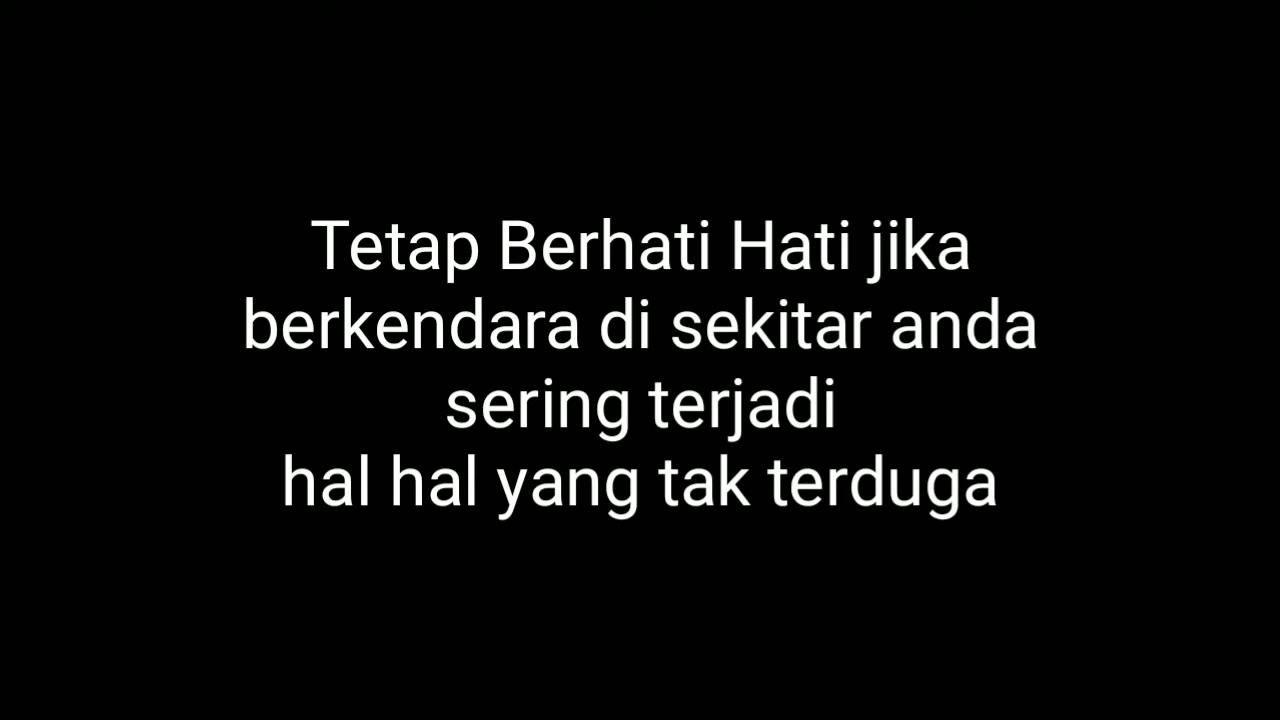 Tetap Berhati Hati jika
berkendara di sekitar anda
sering terjadi
hal hal yang tak terduga